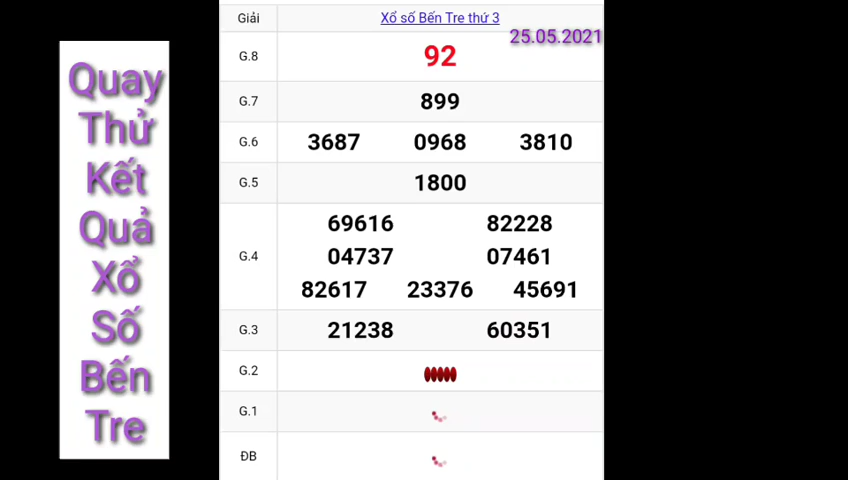 Quay
Thử
Kết
Quả
Xổ
Số
Bến
Tre
Giải Xổ số Bến Tre thứ 3
25.05.2021
G.8 92
G.7 899
G.6 3687 0968 3810
G.5 1800
69616 82228
G.4 04737 07461
82617 23376 45691
G.3 21238 60351
G.2
G.1
ĐB